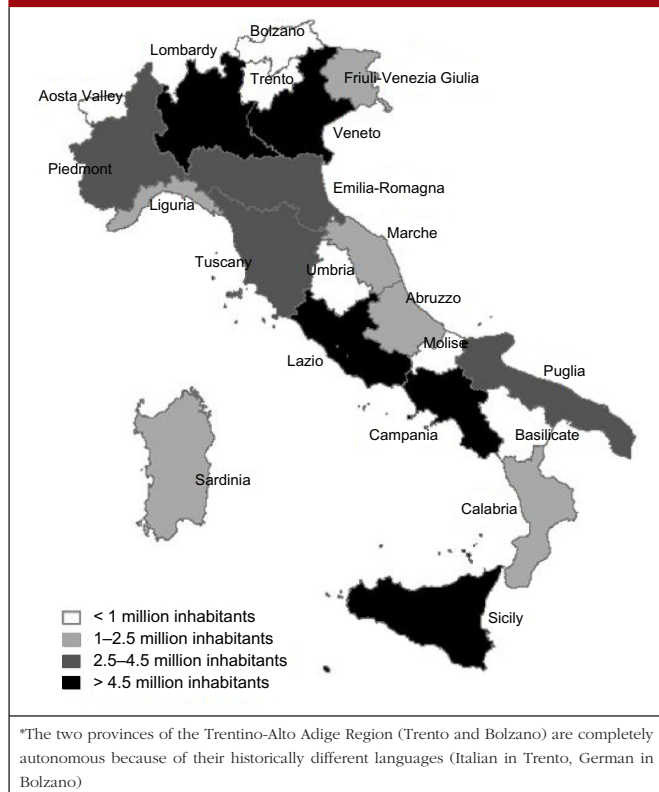 Bolzano
Lombardy
Trento
Friuli-Venezia Giulia
Aosta Valley
Veneto
Piedmont
Emilia-Romagna
Liguria
Marche
Tuscany
Umbria
Abruzzo
Molise
Lazio
Puglia
Campania
Basilicate
Sardinia
Calabria
Sicily
< 1 million inhabitants
1–2.5 million inhabitants
2.5–4.5 million inhabitants
> 4.5 million inhabitants
*The two provinces of the Trentino-Alto Adige Region (Trento and Bolzano) are completely
autonomous because of their historically different languages (Italian in Trento, German in
Bolzano)